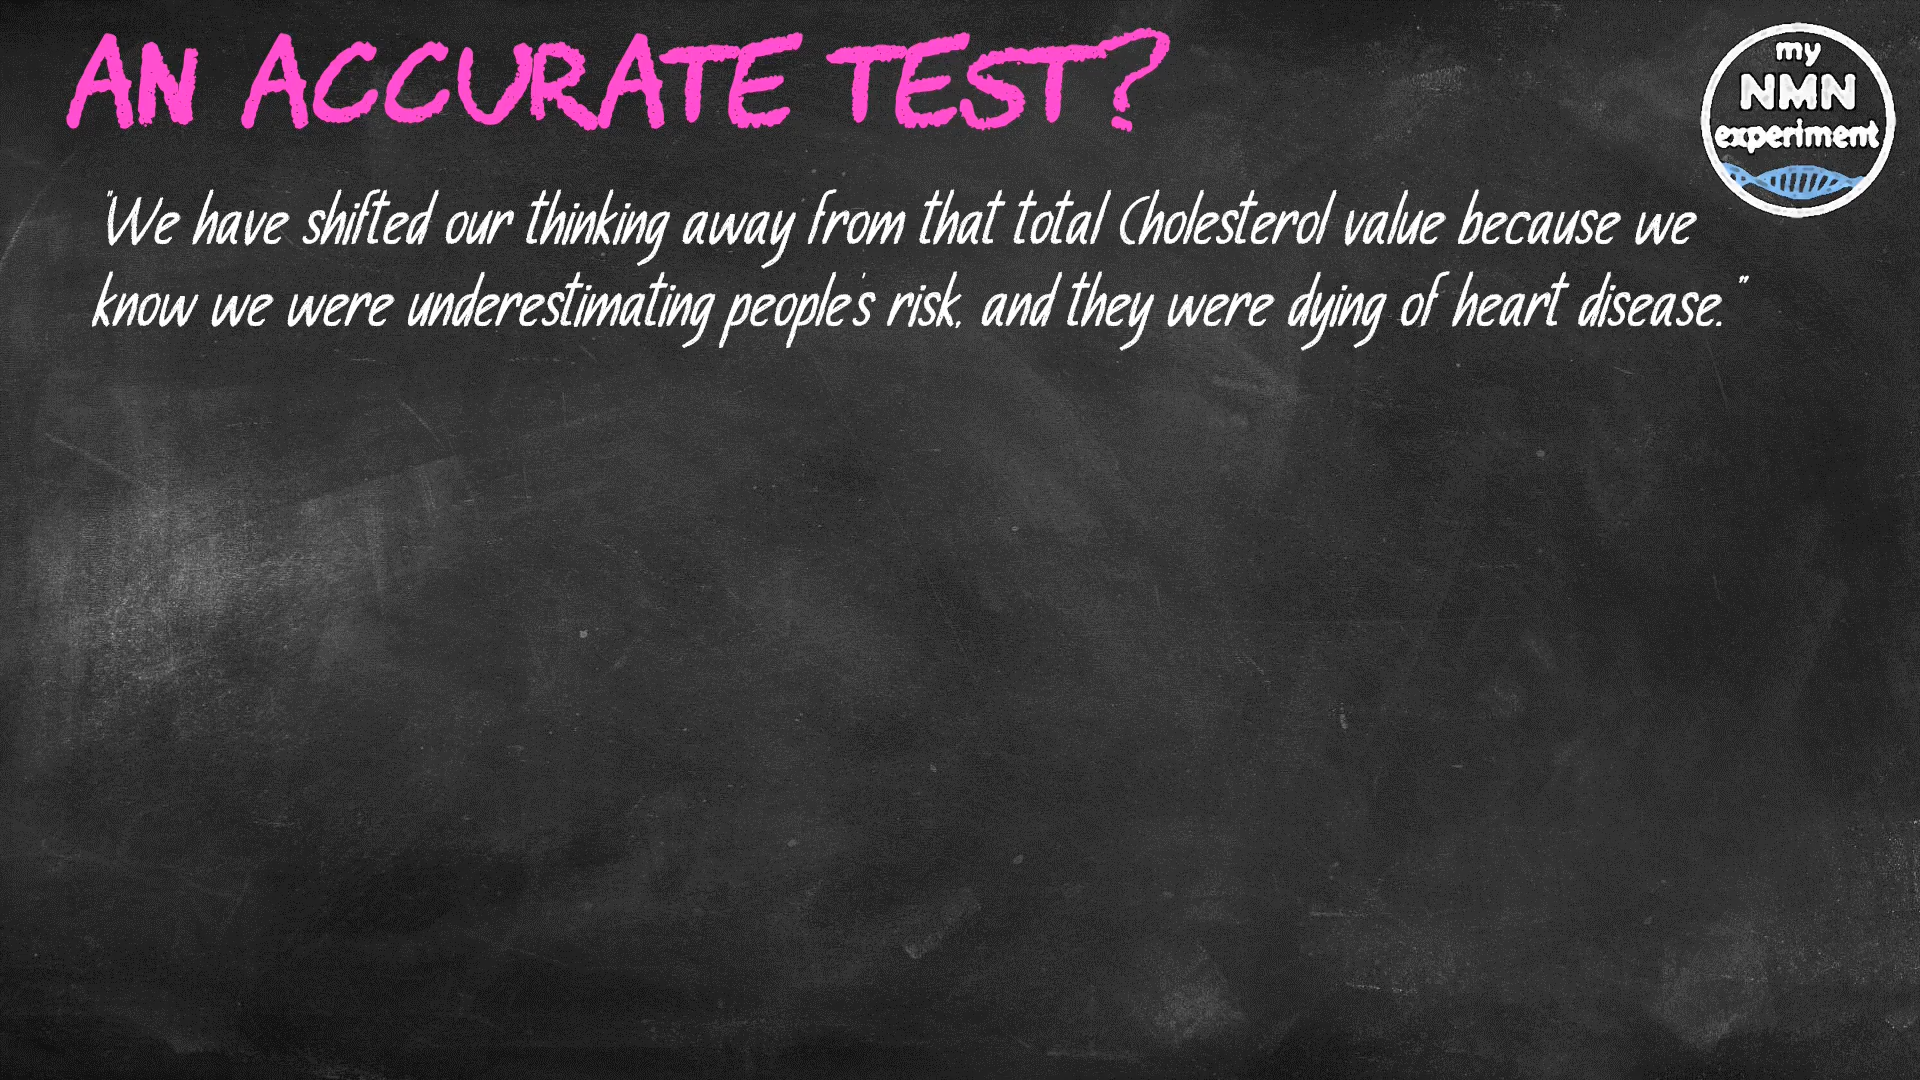 AN ACCURATE TEST?
my
NMN
experiment
"We have shifted our thinking away from that total Cholesterol value because we
know we were underestimating people's risk, and they were dying of heart disease."